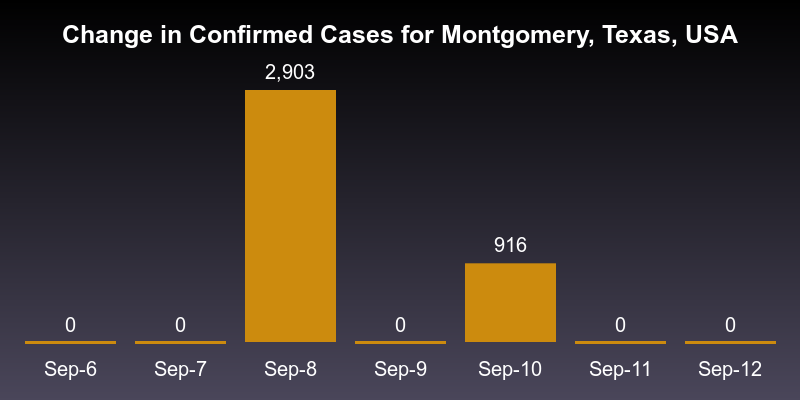 Change in Confirmed Cases for Montgomery, Texas, USA
2,903
916
0 0 0 0 0
Sep-6 Sep-7 Sep-8 Sep-9 Sep-10 Sep-11 Sep-12